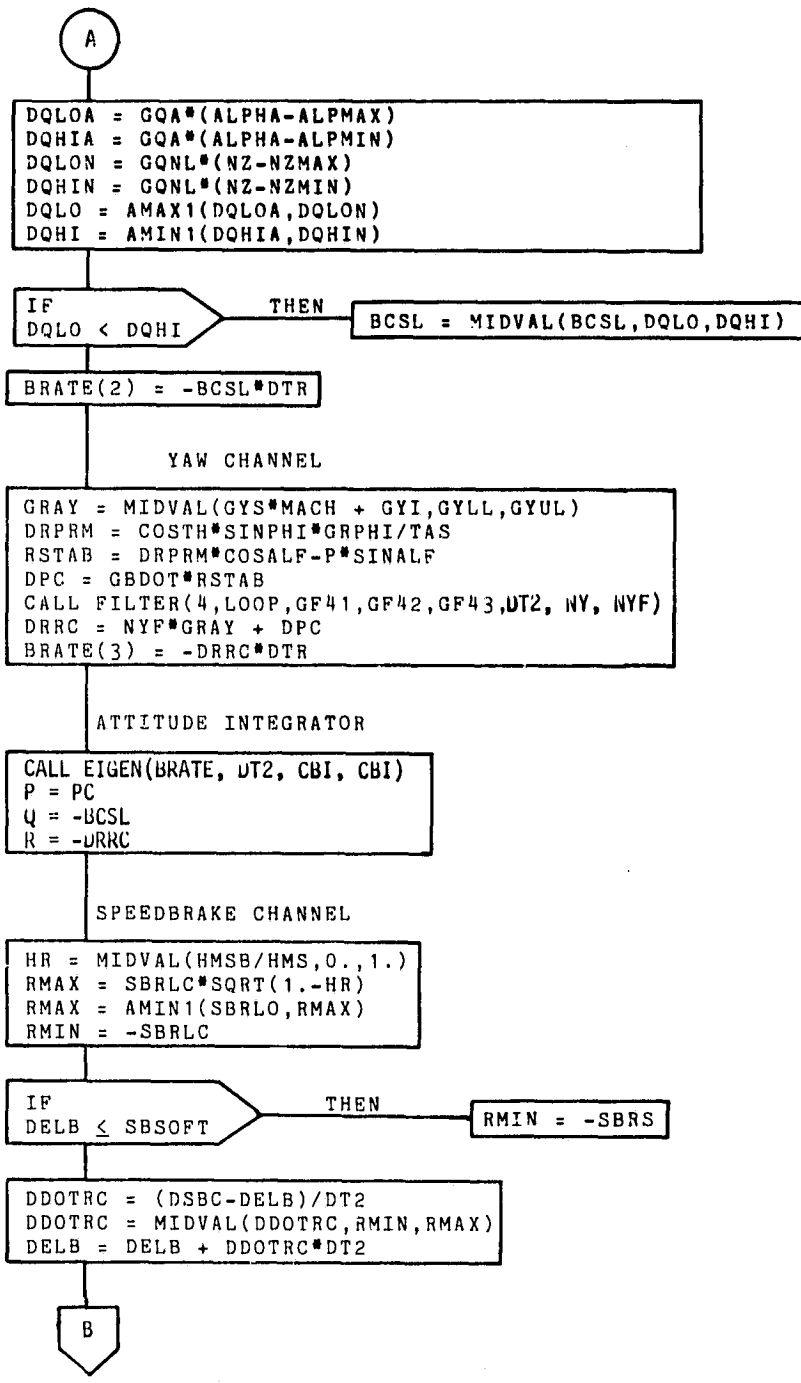 A
DQLOA = GQA*(ALPHA-ALPMAX)
DQHIA = GQA*(ALPHA-ALPMIN)
DQLON = GQNL*(NZ-NZMAX)
DQHIN = GQNL*(NZ-NZMIN)
DQLO = AMAX1(DQLOA,DQLON)
DQHI = AMIN1(DQHIA,DQHIN)
IF
DQLO < DQHI
THEN
BCSL = MIDVAL(BCSL,DQLO,DQHI)
BRATE(2) = -BCSL*DTR
YAW CHANNEL
GRAY = MIDVAL(GYS*MACH + GYI,GYLL,GYUL)
DRPRM = COSTH*SINPHI*GRPHI/TAS
RSTAB = DRPRM*COSALF-P*SINALF
DPC = GBDOT*RSTAB
CALL FILTER(4,LOOP,GF41,GF42,GF43,DT2, NY, NYF)
DRRC = NYF*GRAY + DPC
BRATE(3) = -DRRC*DTR
ATTITUDE INTEGRATOR
CALL EIGEN(BRATE, DT2, CBI, CBI)
P = PC
Q = -BCSL
R = -DRRC
SPEEDBRAKE CHANNEL
HR = MIDVAL(HMSB/HMS,0.,1.)
RMAX = SBRLC*SQRT(1.-HR)
RMAX = AMIN1(SBRLO,RMAX)
RMIN = -SBRLC
IF
DELB ≤ SBSOFT
THEN
RMIN = -SBRS
DDOTRC = (DSBC-DELB)/DT2
DDOTRC = MIDVAL(DDOTRC,RMIN,RMAX)
DELB = DELB + DDOTRC*DT2
B